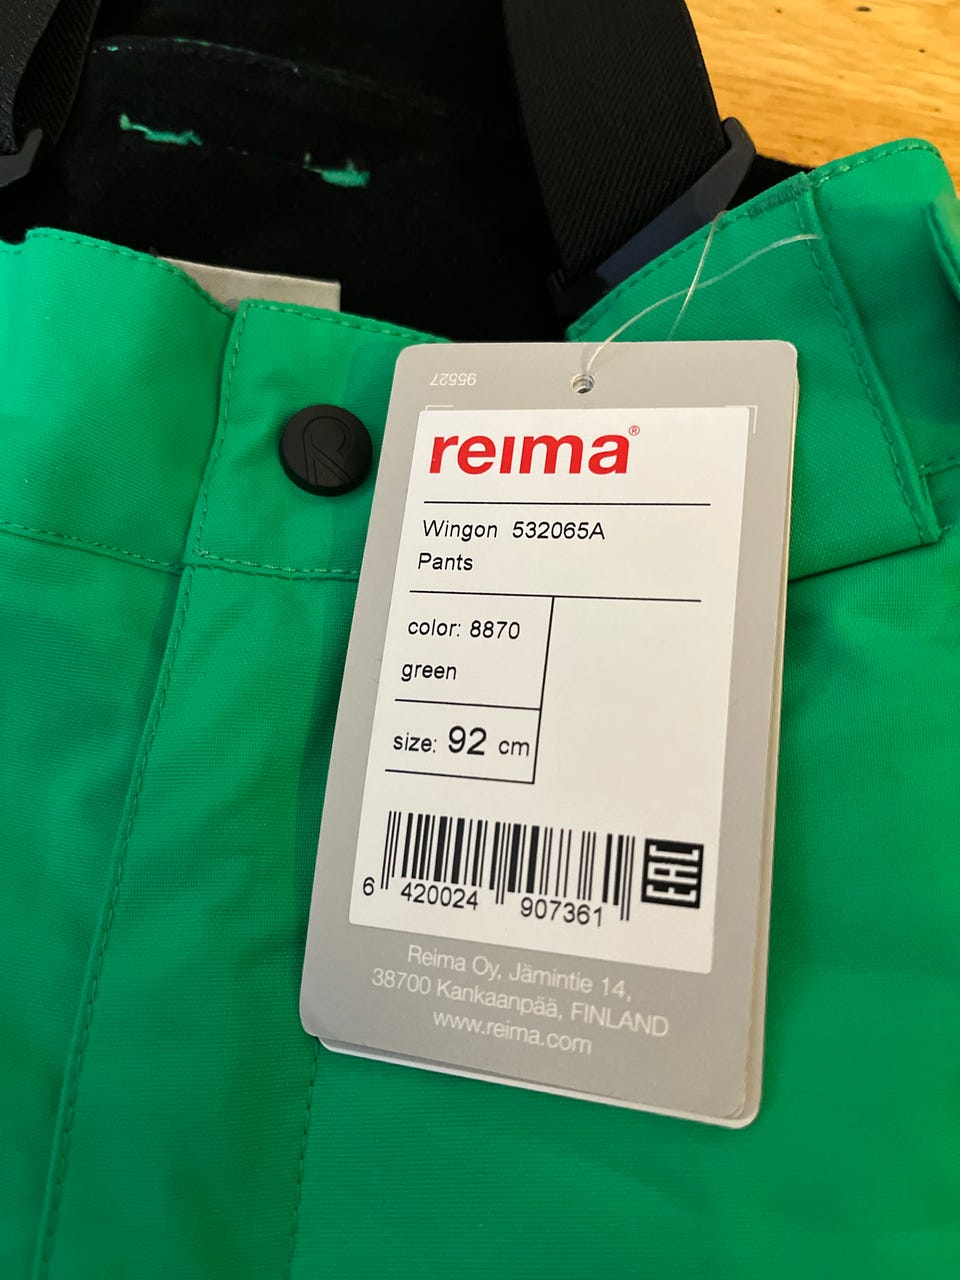 95527
reima®
Wingon 532065A
Pants
color: 8870
green
size: 92 cm
6 420024 907361
EAC
Reima Oy, Jämintie 14,
38700 Kankaanpää, FINLAND
www.reima.com